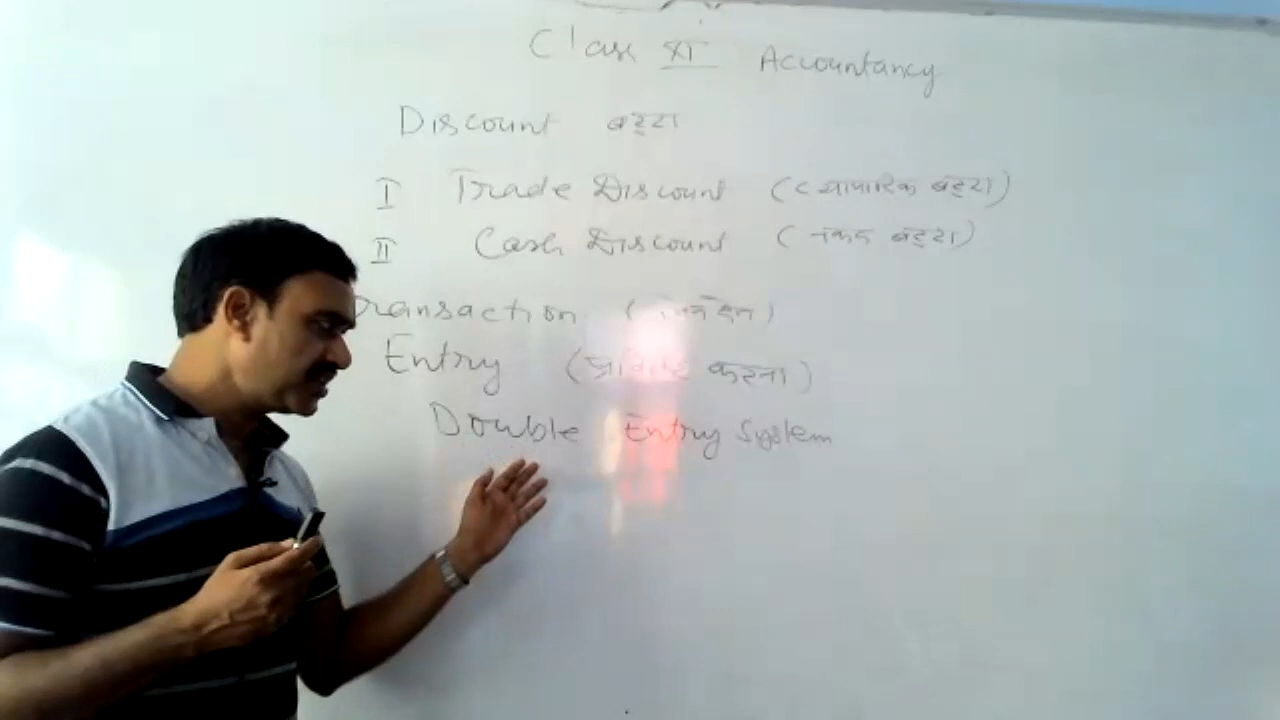 Class XI Accountancy
Discount बट्टा
I Trade Discount (व्यापारिक बट्टा)
II Cash Discount (नकद बट्टा)
Transaction
Entry करना)
Double Entry System